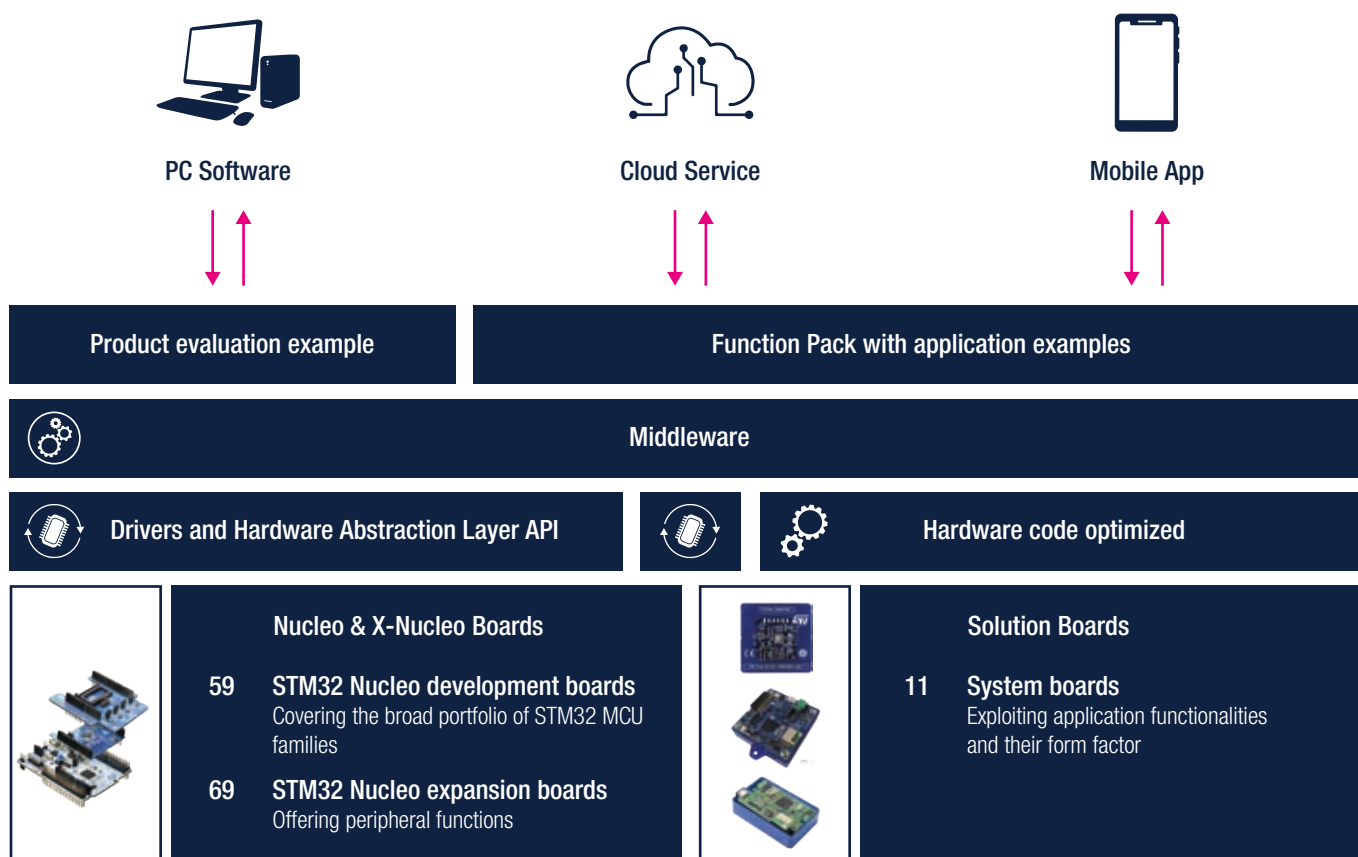 PC Software
Cloud Service
Mobile App
Product evaluation example
Function Pack with application examples
Middleware
Drivers and Hardware Abstraction Layer API
Hardware code optimized
Nucleo & X-Nucleo Boards
59 STM32 Nucleo development boards
Covering the broad portfolio of STM32 MCU
families
69 STM32 Nucleo expansion boards
Offering peripheral functions
Solution Boards
11 System boards
Exploiting application functionalities
and their form factor